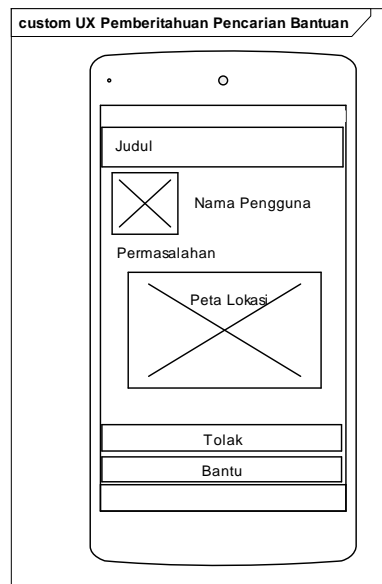 custom UX Pemberitahuan Pencarian Bantuan
Judul
Nama Pengguna
Permasalahan
Peta Lokasi
Tolak
Bantu